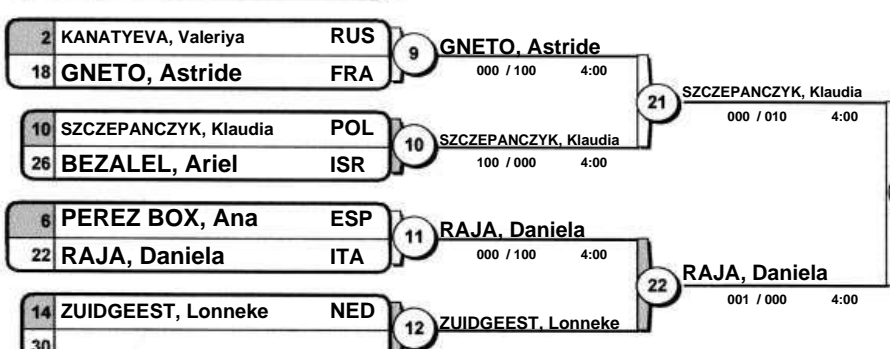 2 KANATYEVA, Valeriya RUS
18 GNETO, Astride FRA
9
GNETO, Astride
000 / 100 4:00
10 SZCZEPANCZYK, Klaudia POL
26 BEZALEL, Ariel ISR
10
SZCZEPANCZYK, Klaudia
100 / 000 4:00
21
SZCZEPANCZYK, Klaudia
000 / 010 4:00
6 PEREZ BOX, Ana ESP
22 RAJA, Daniela ITA
11
RAJA, Daniela
000 / 100 4:00
14 ZUIDGEEST, Lonneke NED
30
12
ZUIDGEEST, Lonneke
22
RAJA, Daniela
001 / 000 4:00